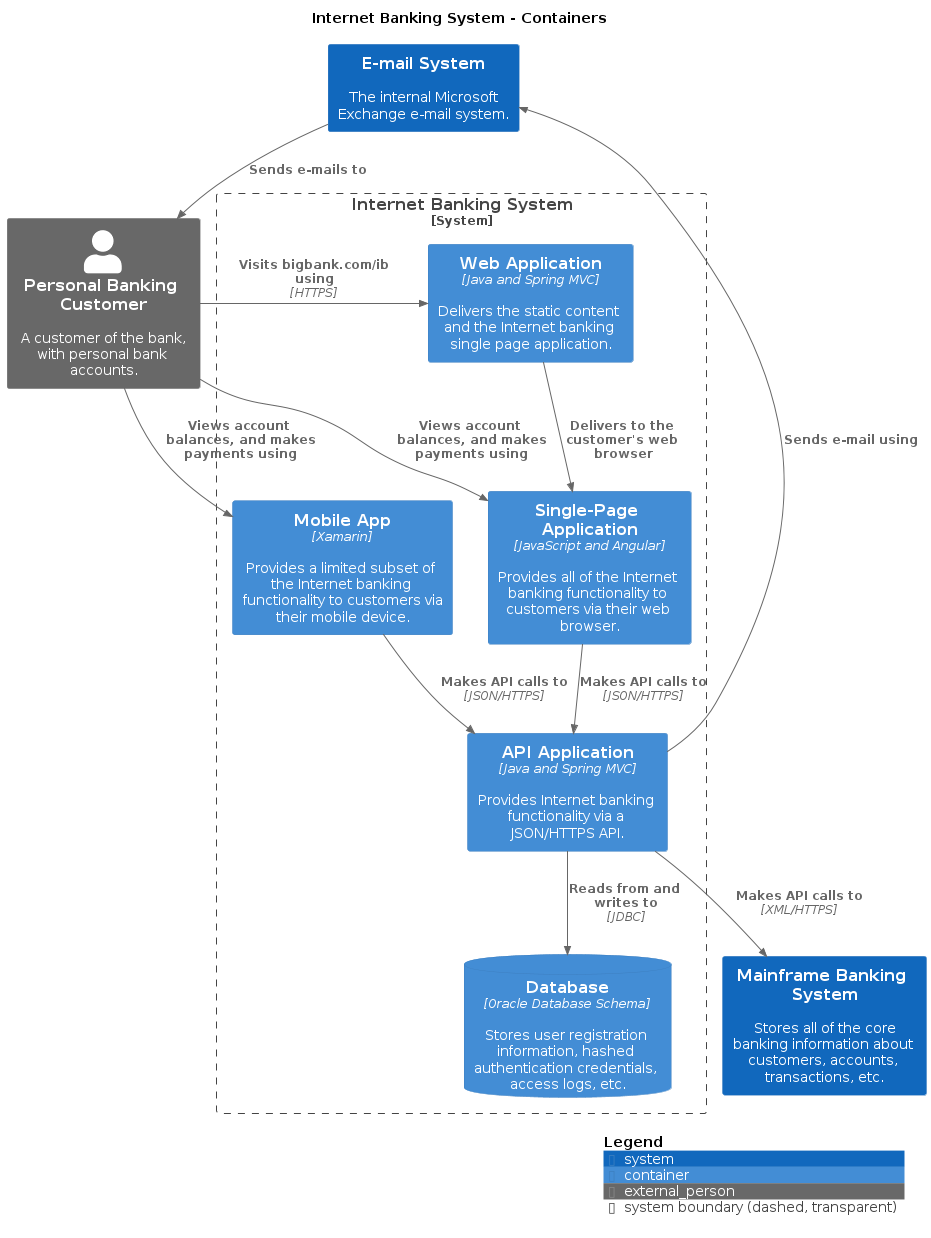 Internet Banking System - Containers
E-mail System
The internal Microsoft
Exchange e-mail system.
Sends e-mails to
Internet Banking System
[System]
Personal Banking
Customer
A customer of the bank,
with personal bank
accounts.
Visits bigbank.com/ib
using
[HTTPS]
Web Application
[Java and Spring MVC]
Delivers the static content
and the Internet banking
single page application.
Views account
balances, and makes
payments using
Views account
balances, and makes
payments using
Delivers to the
customer's web
browser
Sends e-mail using
Mobile App
[Xamarin]
Provides a limited subset of
the Internet banking
functionality to customers via
their mobile device.
Single-Page
Application
[JavaScript and Angular]
Provides all of the Internet
banking functionality to
customers via their web
browser.
Makes API calls to
[JSON/HTTPS]
Makes API calls to
[JSON/HTTPS]
API Application
[Java and Spring MVC]
Provides Internet banking
functionality via a
JSON/HTTPS API.
Reads from and
writes to
[JDBC]
Makes API calls to
[XML/HTTPS]
Database
[Oracle Database Schema]
Stores user registration
information, hashed
authentication credentials,
access logs, etc.
Mainframe Banking
System
Stores all of the core
banking information about
customers, accounts,
transactions, etc.
Legend
system
container
external_person
system boundary (dashed, transparent)